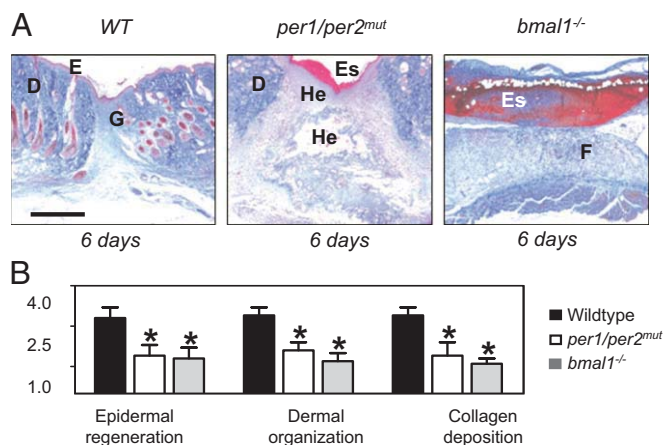 A
WT
per1/per2mut
bmal1-/-
E
D
G
D
Es
He
He
Es
F
6 days
6 days
6 days
B
4.0
2.5
1.0
* * * * * *
Wildtype
per1/per2mut
bmal1-/-
Epidermal
regeneration
Dermal
organization
Collagen
deposition